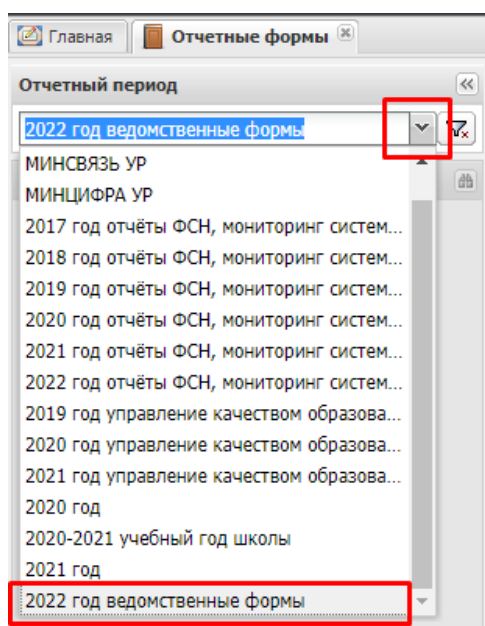 Главная
Отчетные формы
Отчетный период
2022 год ведомственные формы
МИНСВЯЗЬ УР
МИНЦИФРА УР
2017 год отчёты ФСН, мониторинг систем...
2018 год отчёты ФСН, мониторинг систем...
2019 год отчёты ФСН, мониторинг систем...
2020 год отчёты ФСН, мониторинг систем...
2021 год отчёты ФСН, мониторинг систем...
2022 год отчёты ФСН, мониторинг систем...
2019 год управление качеством образова...
2020 год управление качеством образова...
2021 год управление качеством образова...
2020 год
2020-2021 учебный год школы
2021 год
2022 год ведомственные формы